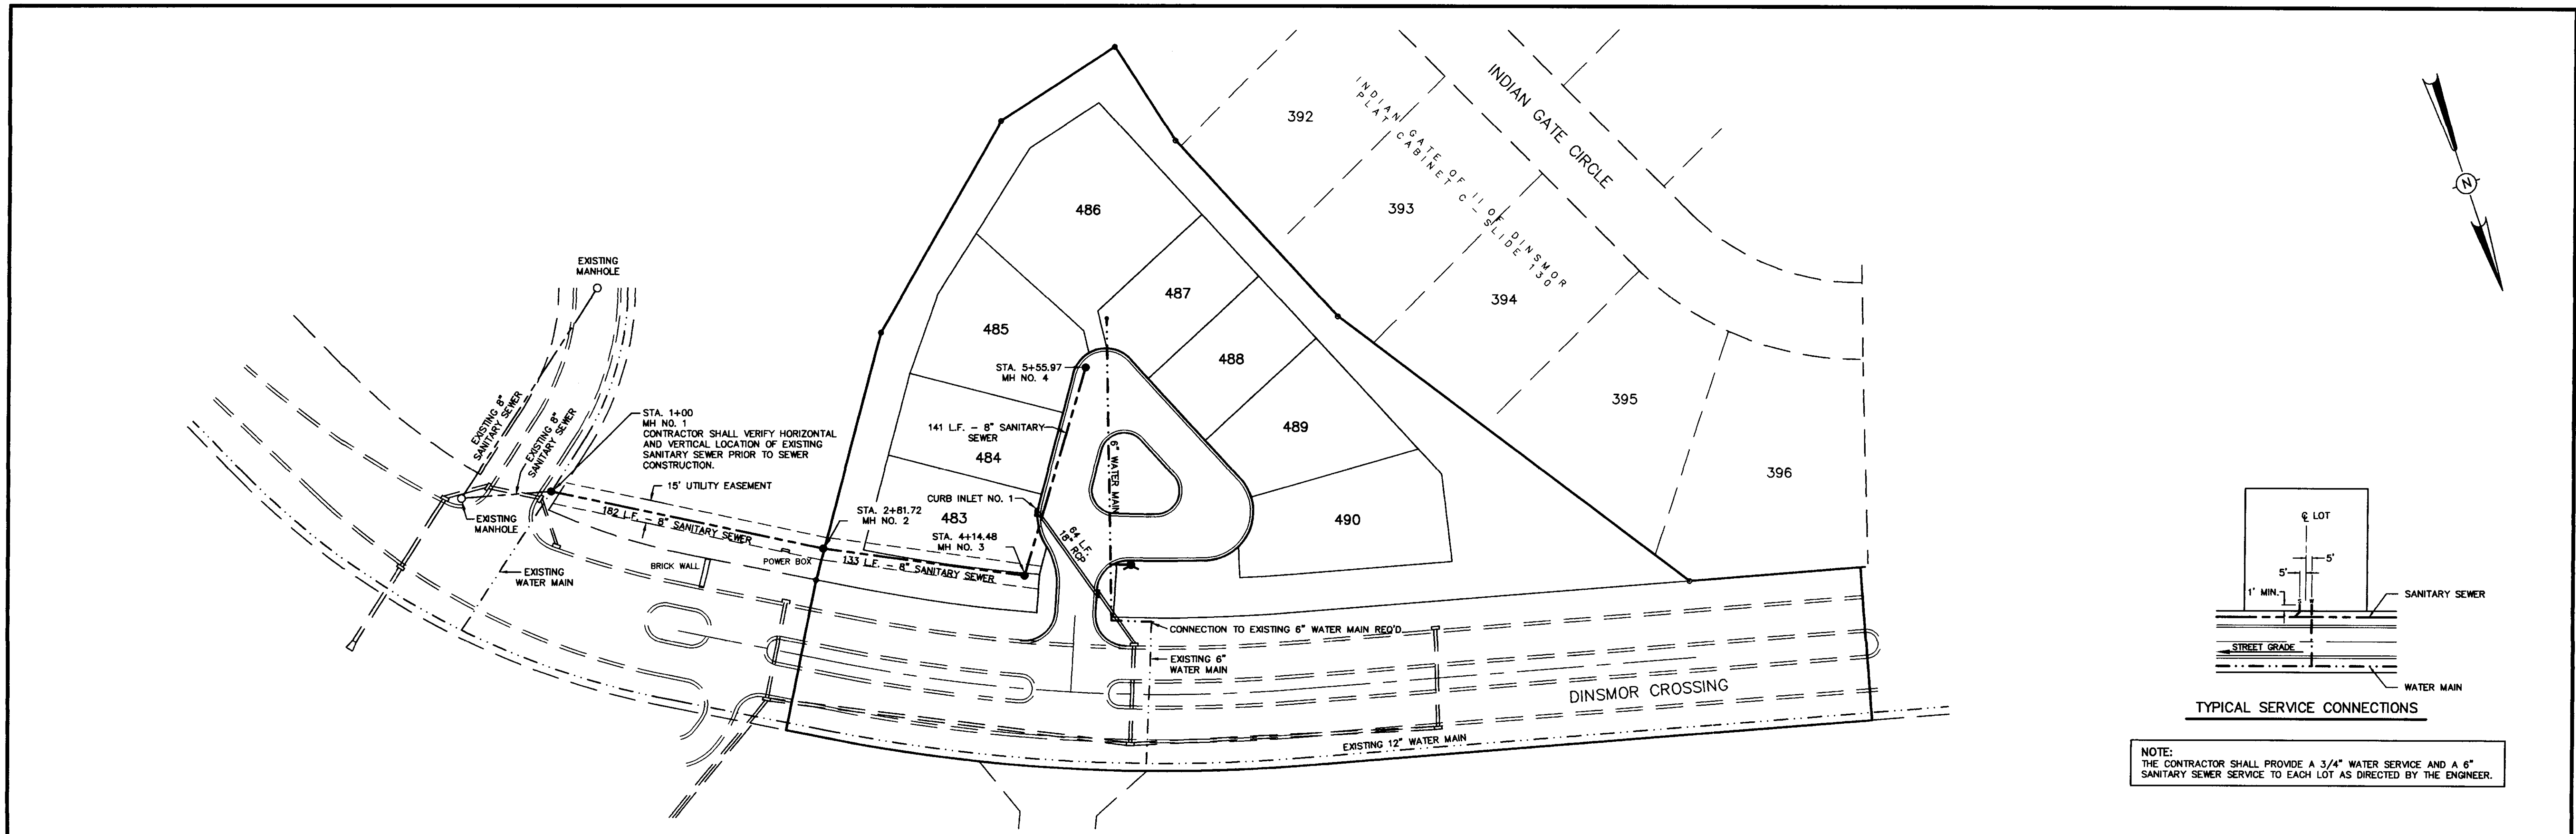 INDIAN GATE CIRCLE
INDIAN GATE OF II OF DINSMOR
PLAT CABINET C - SLIDE 130
392
393
394
395
396
N
486
487
485
488
489
484
483
490
EXISTING
MANHOLE
EXISTING 8"
SANITARY SEWER
EXISTING 8"
SANITARY SEWER
STA. 1+00
MH NO. 1
CONTRACTOR SHALL VERIFY HORIZONTAL
AND VERTICAL LOCATION OF EXISTING
SANITARY SEWER PRIOR TO SEWER
CONSTRUCTION.
15' UTILITY EASEMENT
EXISTING
MANHOLE
182 L.F. - 8" SANITARY SEWER
EXISTING
WATER MAIN
BRICK WALL
POWER BOX
STA. 2+81.72
MH NO. 2
133 L.F. - 8" SANITARY SEWER
STA. 5+55.97
MH NO. 4
141 L.F. - 8" SANITARY
SEWER
CURB INLET NO. 1
STA. 4+14.48
MH NO. 3
6" WATER MAIN
64 L.F.
18" RCP
CONNECTION TO EXISTING 6" WATER MAIN REQ'D
EXISTING 6"
WATER MAIN
DINSMOR CROSSING
EXISTING 12" WATER MAIN
℄ LOT
5'
5'
1' MIN.
S
W
SANITARY SEWER
STREET GRADE
WATER MAIN
TYPICAL SERVICE CONNECTIONS
NOTE:
THE CONTRACTOR SHALL PROVIDE A 3/4" WATER SERVICE AND A 6"
SANITARY SEWER SERVICE TO EACH LOT AS DIRECTED BY THE ENGINEER.